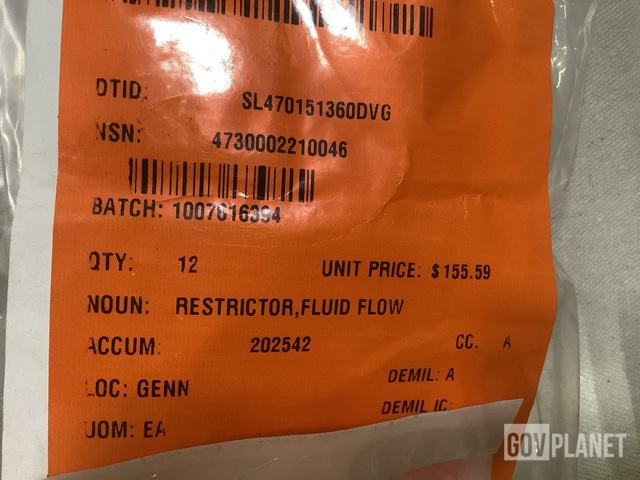 DTID: SL470151360DVG
NSN: 4730002210046
BATCH: 1007616394
QTY: 12 UNIT PRICE: $155.59
NOUN: RESTRICTOR,FLUID FLOW
ACCUM: 202542 CC. A
LOC: GENN DEMIL: A
UOM: EA DEMIL IC:
GOVPLANET